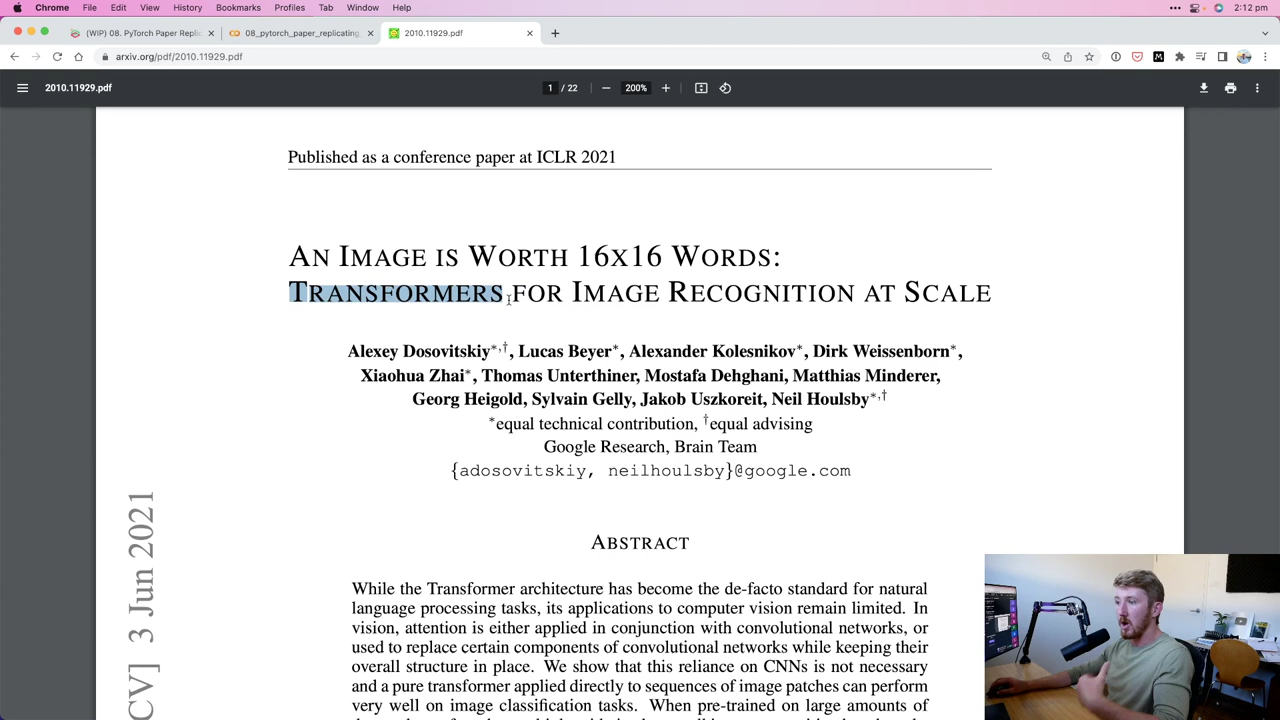 Chrome File Edit View History Bookmarks Profiles Tab Window Help 2:12 pm
(WIP) 08. PyTorch Paper Repli 08_pytorch_paper_replicating 2010.11929.pdf
arxiv.org/pdf/2010.11929.pdf
2010.11929.pdf 1 / 22 200%
Published as a conference paper at ICLR 2021
AN IMAGE IS WORTH 16X16 WORDS:
TRANSFORMERS FOR IMAGE RECOGNITION AT SCALE
Alexey Dosovitskiy*,†, Lucas Beyer*, Alexander Kolesnikov*, Dirk Weissenborn*,
Xiaohua Zhai*, Thomas Unterthiner, Mostafa Dehghani, Matthias Minderer,
Georg Heigold, Sylvain Gelly, Jakob Uszkoreit, Neil Houlsby*,†
*equal technical contribution, †equal advising
Google Research, Brain Team
{adosovitskiy, neilhoulsby}@google.com
ABSTRACT
While the Transformer architecture has become the de-facto standard for natural
language processing tasks, its applications to computer vision remain limited. In
vision, attention is either applied in conjunction with convolutional networks, or
used to replace certain components of convolutional networks while keeping their
overall structure in place. We show that this reliance on CNNs is not necessary
and a pure transformer applied directly to sequences of image patches can perform
very well on image classification tasks. When pre-trained on large amounts of
CV] 3 Jun 2021